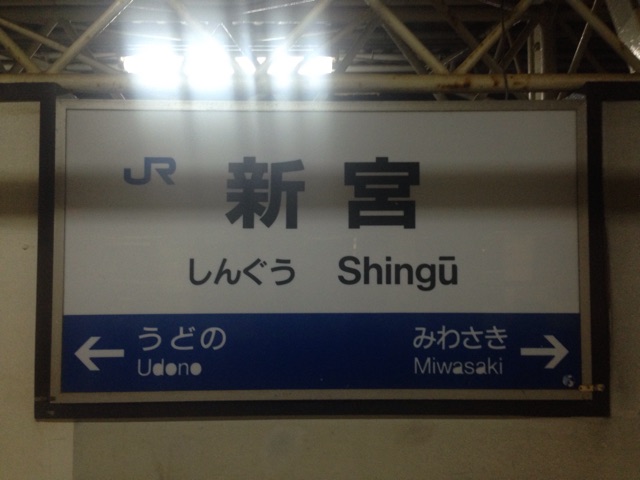 JR 新宮
しんぐう Shingū
← うどの みわさき →
Udono Miwasaki